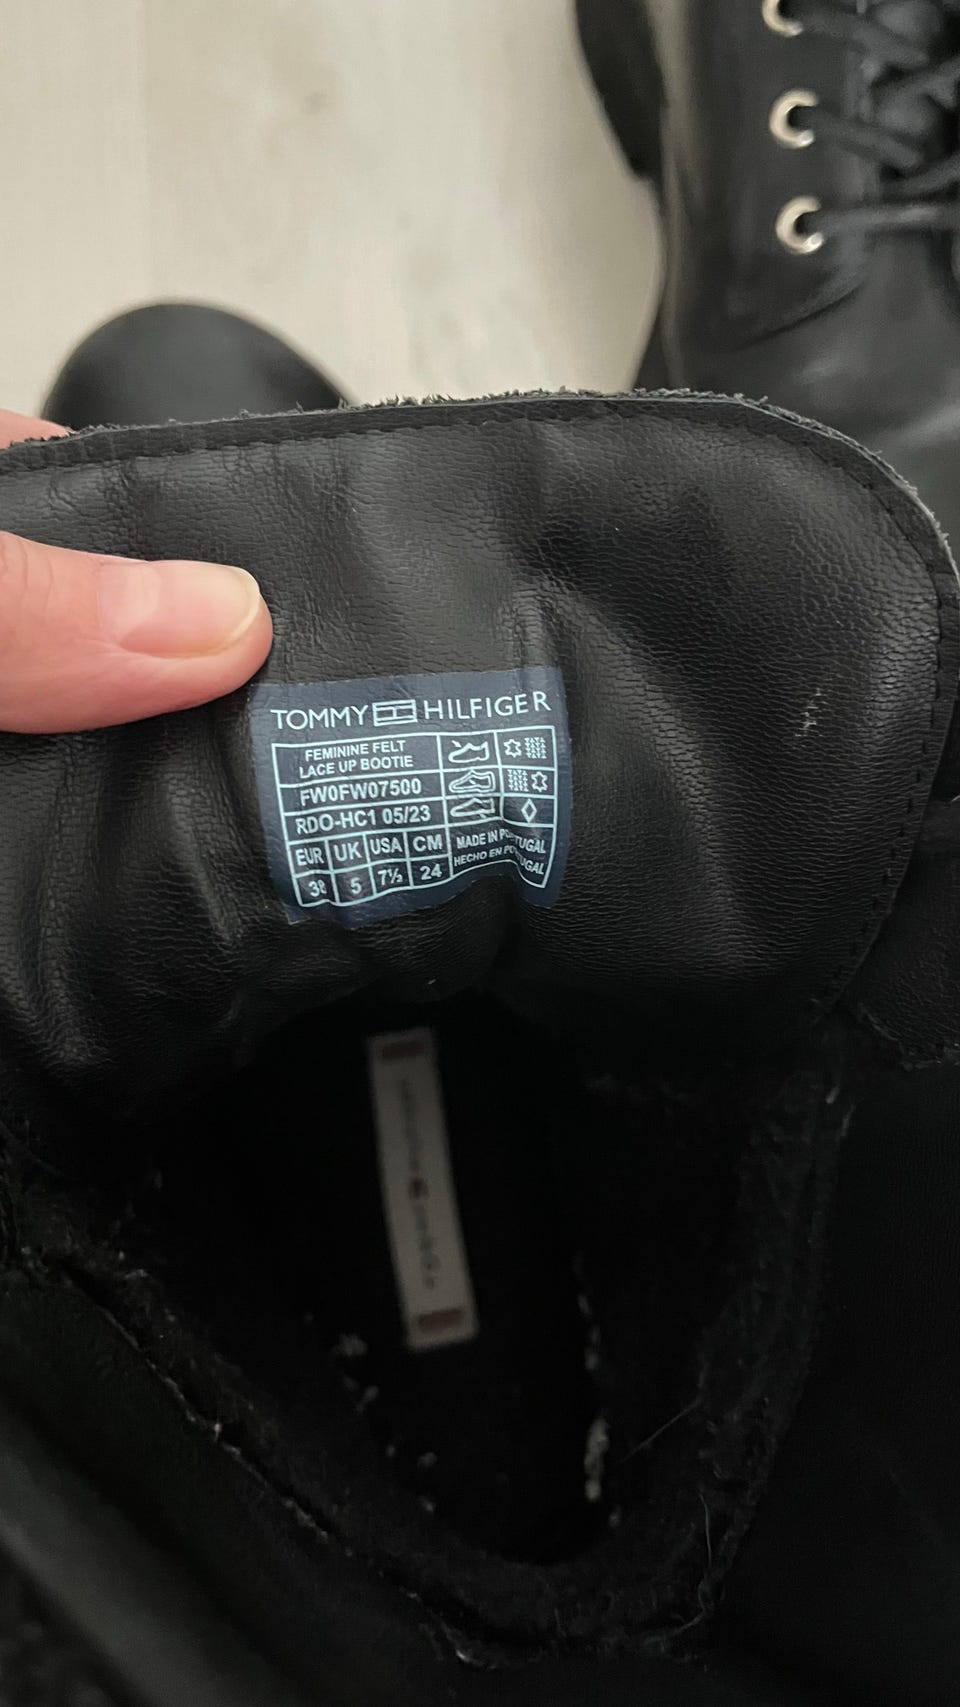 TOMMY HILFIGER
FEMININE FELT
LACE UP BOOTIE
FW0FW07500
RDO-HC1 05/23
EUR UK USA CM
38 5 7½ 24
MADE IN PORTUGAL
HECHO EN PORTUGAL